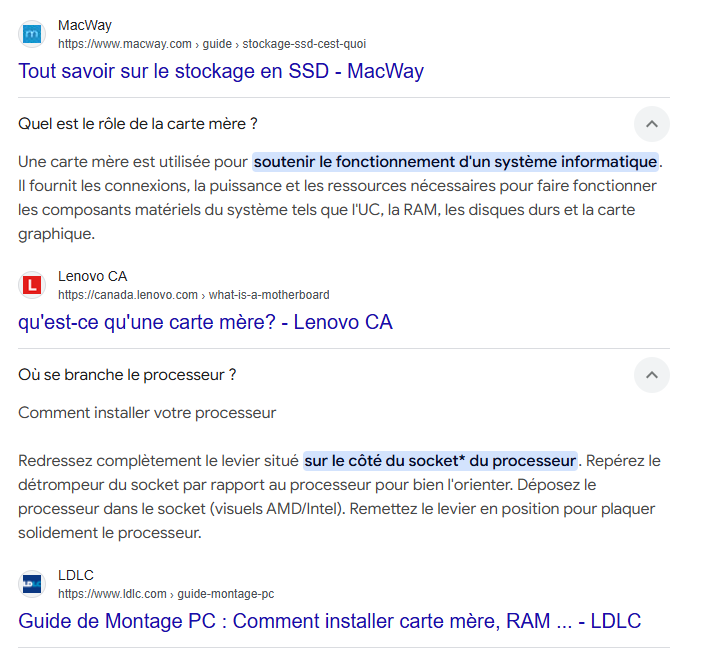 MacWay
https://www.macway.com › guide › stockage-ssd-cest-quoi
Tout savoir sur le stockage en SSD - MacWay
Quel est le rôle de la carte mère ?
Une carte mère est utilisée pour soutenir le fonctionnement d'un système informatique.
Il fournit les connexions, la puissance et les ressources nécessaires pour faire fonctionner
les composants matériels du système tels que l'UC, la RAM, les disques durs et la carte
graphique.
L
Lenovo CA
https://canada.lenovo.com › what-is-a-motherboard
qu'est-ce qu'une carte mère? - Lenovo CA
Où se branche le processeur ?
Comment installer votre processeur
Redressez complètement le levier situé sur le côté du socket* du processeur. Repérez le
détrompeur du socket par rapport au processeur pour bien l'orienter. Déposez le
processeur dans le socket (visuels AMD/Intel). Remettez le levier en position pour plaquer
solidement le processeur.
LDLC
LDLC
https://www.ldlc.com › guide-montage-pc
Guide de Montage PC : Comment installer carte mère, RAM ... - LDLC